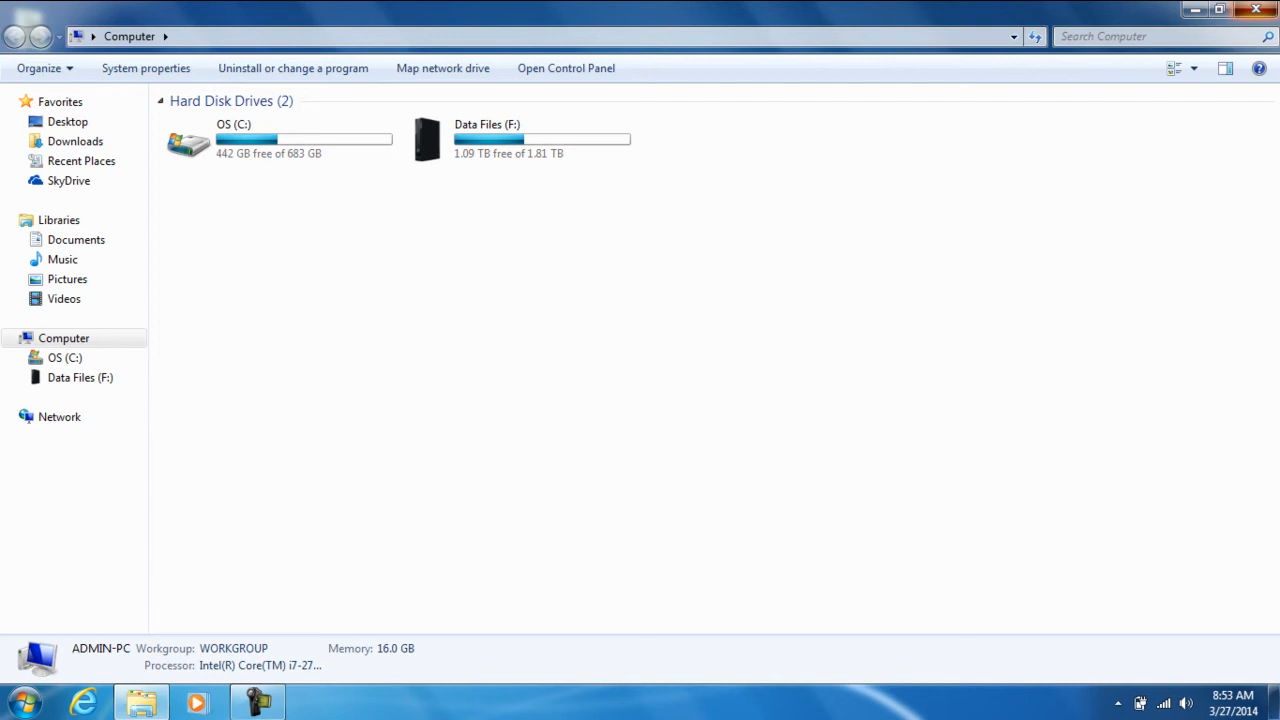 Computer
Search Computer
Organize
System properties
Uninstall or change a program
Map network drive
Open Control Panel
Favorites
Desktop
Downloads
Recent Places
SkyDrive
Libraries
Documents
Music
Pictures
Videos
Computer
OS (C:)
Data Files (F:)
Network
Hard Disk Drives (2)
OS (C:)
442 GB free of 683 GB
Data Files (F:)
1.09 TB free of 1.81 TB
ADMIN-PC Workgroup: WORKGROUP Memory: 16.0 GB
Processor: Intel(R) Core(TM) i7-27...
8:53 AM
3/27/2014